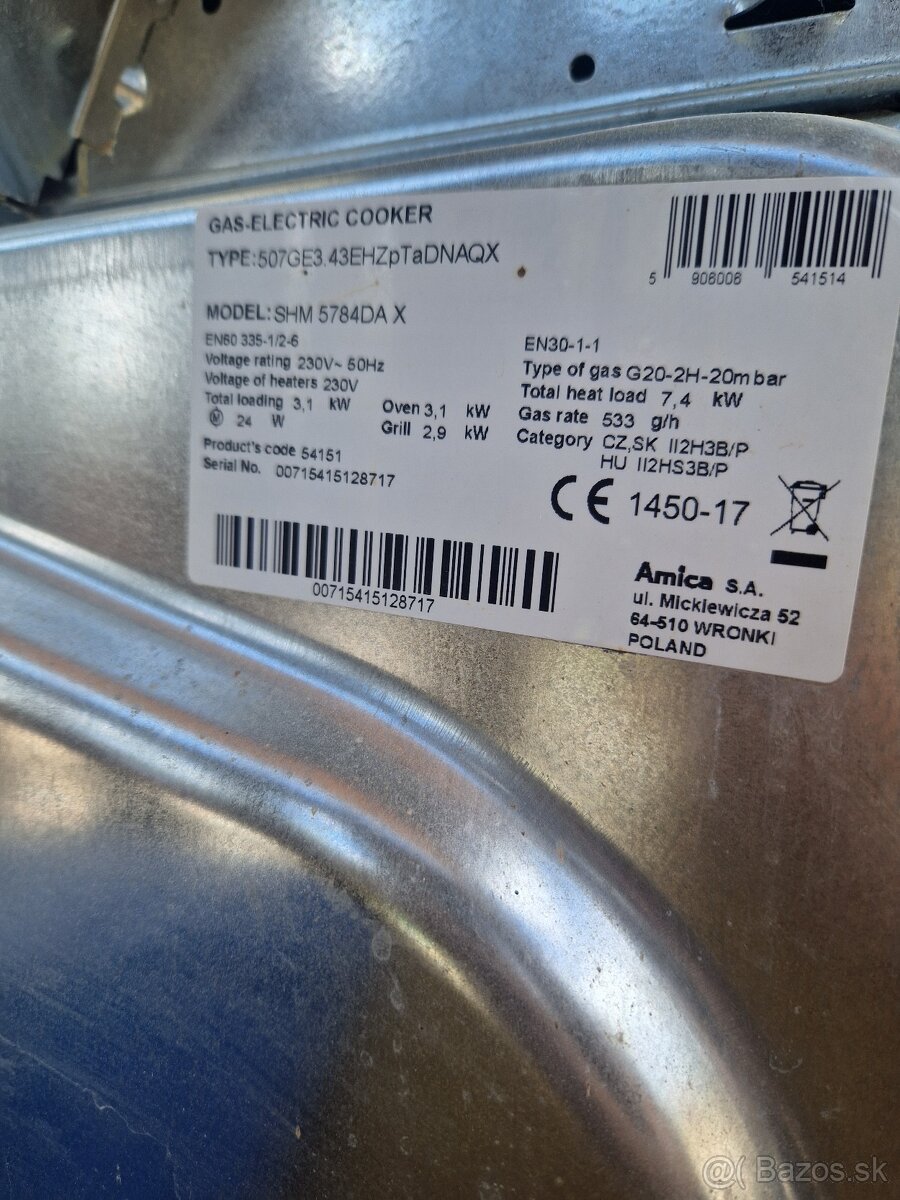 GAS-ELECTRIC COOKER
TYPE: 507GE3.43EHZpTaDNAQX
5 908006 541514
MODEL: SHM 5784DA X
EN60 335-1/2-6
Voltage rating 230V~ 50Hz
Voltage of heaters 230V
Total loading 3,1 kW
M 24 W
Oven 3,1 kW
Grill 2,9 kW
Product's code 54151
Serial No. 00715415128717
EN30-1-1
Type of gas G20-2H-20mbar
Total heat load 7,4 kW
Gas rate 533 g/h
Category CZ,SK II2H3B/P
HU II2HS3B/P
CE 1450-17
00715415128717
Amica S.A.
ul. Mickiewicza 52
64-510 WRONKI
POLAND
@( Bazos.sk